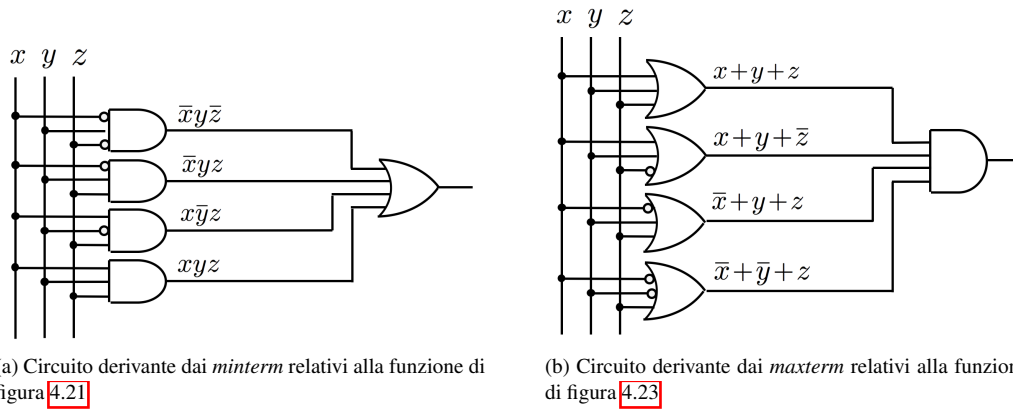 x y z
x̄yz̄
x̄yz
xȳz
xyz
(a) Circuito derivante dai minterm relativi alla funzione di
figura 4.21
x y z
x+y+z
x+y+z̄
x̄+y+z
x̄+ȳ+z
(b) Circuito derivante dai maxterm relativi alla funzion
di figura 4.23